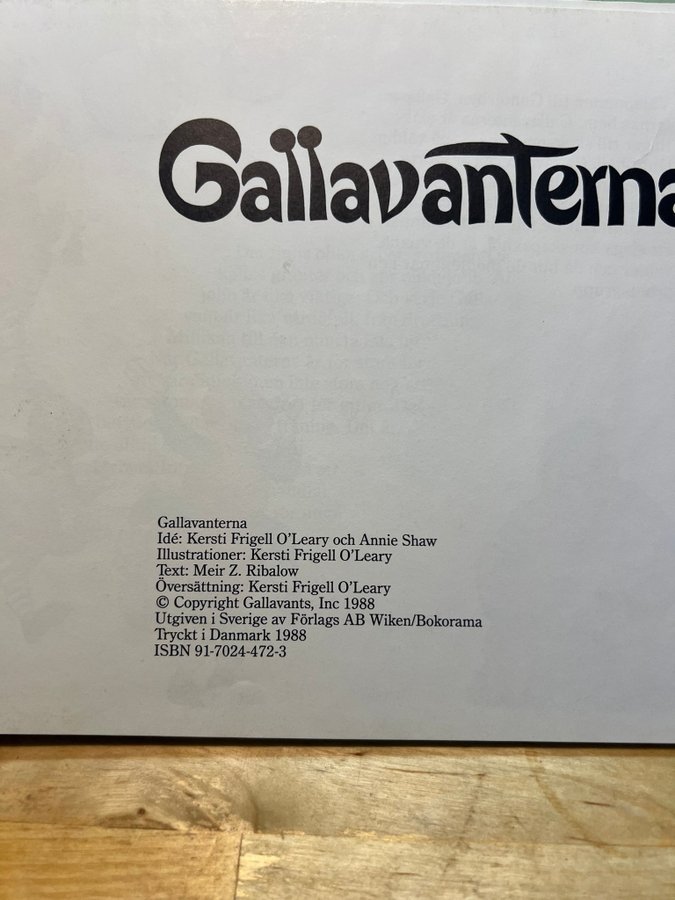 Gallavanterna
Gallavanterna
Idé: Kersti Frigell O'Leary och Annie Shaw
Illustrationer: Kersti Frigell O'Leary
Text: Meir Z. Ribalow
Översättning: Kersti Frigell O'Leary
© Copyright Gallavants, Inc 1988
Utgiven i Sverige av Förlags AB Wiken/Bokorama
Tryckt i Danmark 1988
ISBN 91-7024-472-3